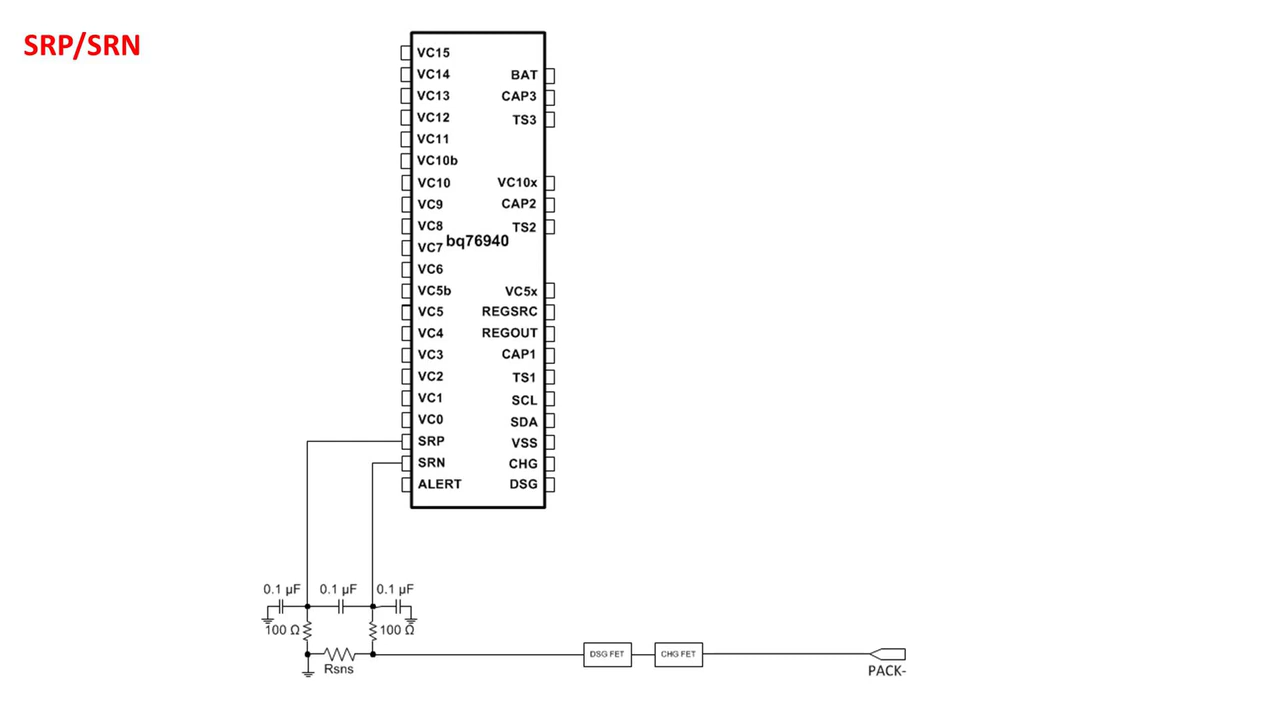 SRP/SRN
VC15
VC14
BAT
VC13
CAP3
VC12
TS3
VC11
VC10b
VC10
VC10x
VC9
CAP2
VC8
TS2
bq76940
VC7
VC6
VC5b
VC5x
VC5
REGSRC
VC4
REGOUT
VC3
CAP1
VC2
TS1
VC1
SCL
VC0
SDA
SRP
VSS
SRN
CHG
ALERT
DSG
0.1 µF
0.1 µF
0.1 µF
100 Ω
100 Ω
Rsns
DSG FET
CHG FET
PACK-